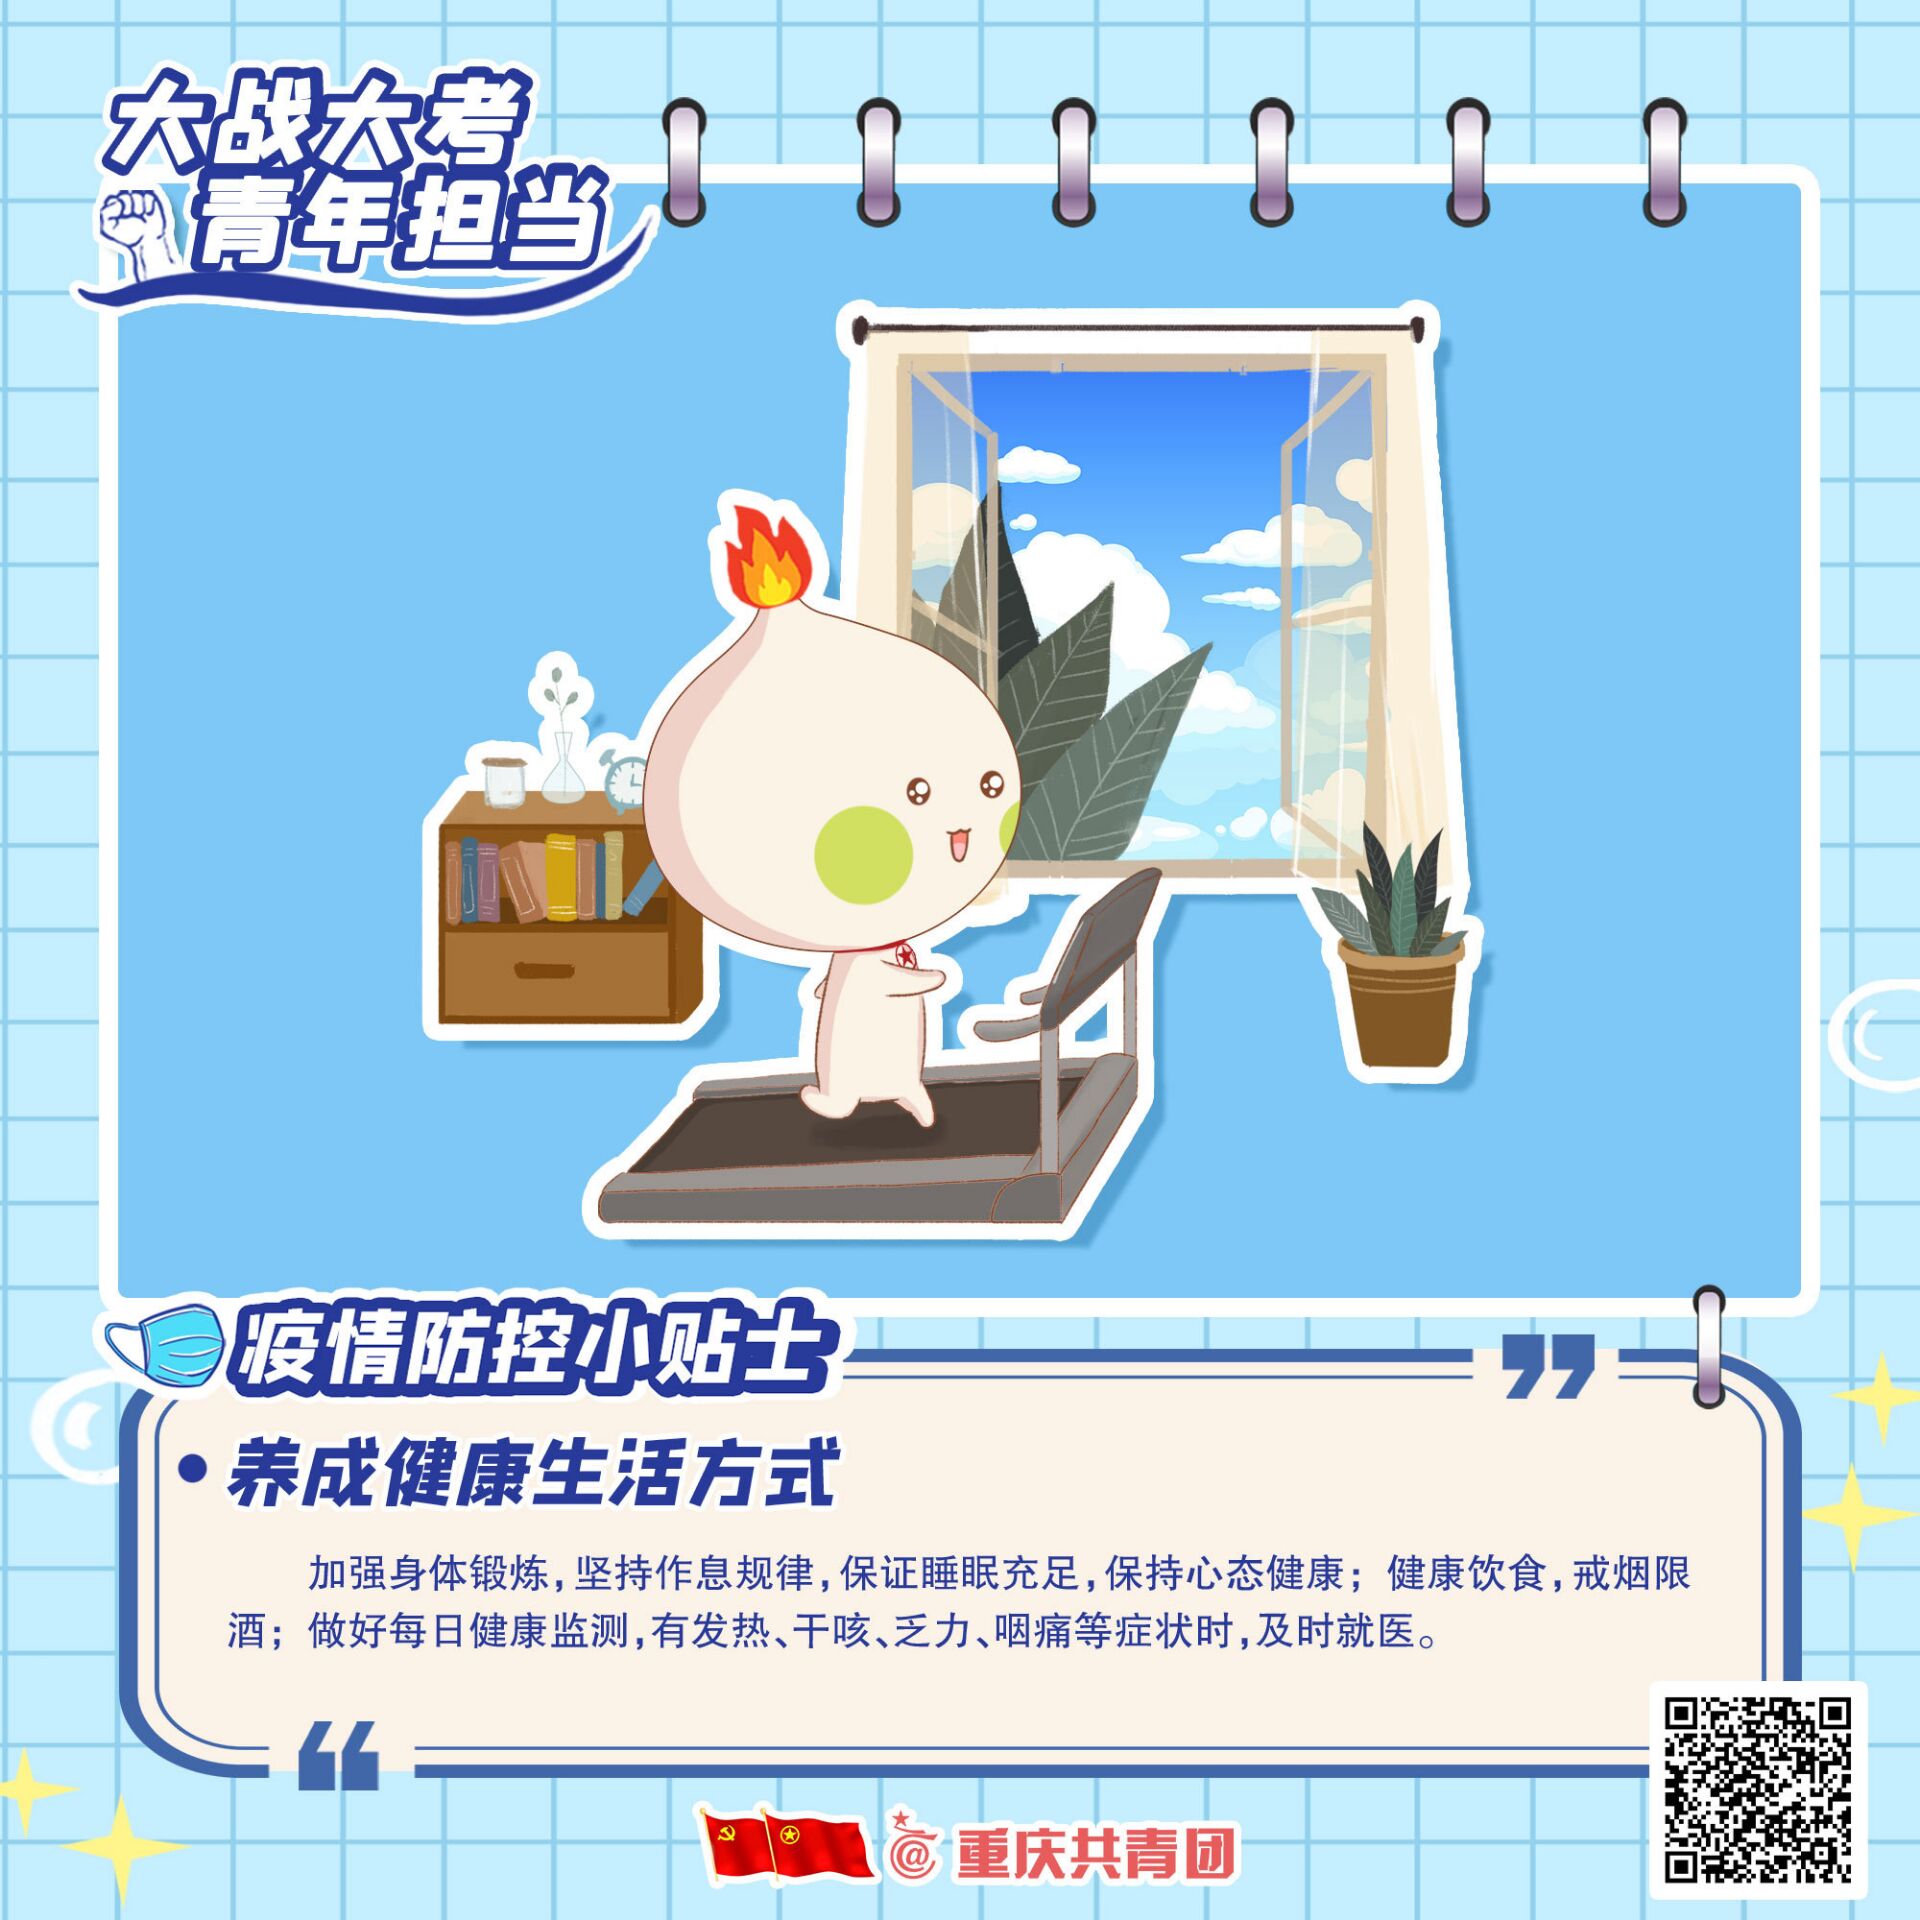 大战大考
青年担当
疫情防控小贴士
养成健康生活方式
加强身体锻炼,坚持作息规律,保证睡眠充足,保持心态健康；健康饮食,戒烟限
酒；做好每日健康监测,有发热、干咳、乏力、咽痛等症状时,及时就医。
重庆共青团